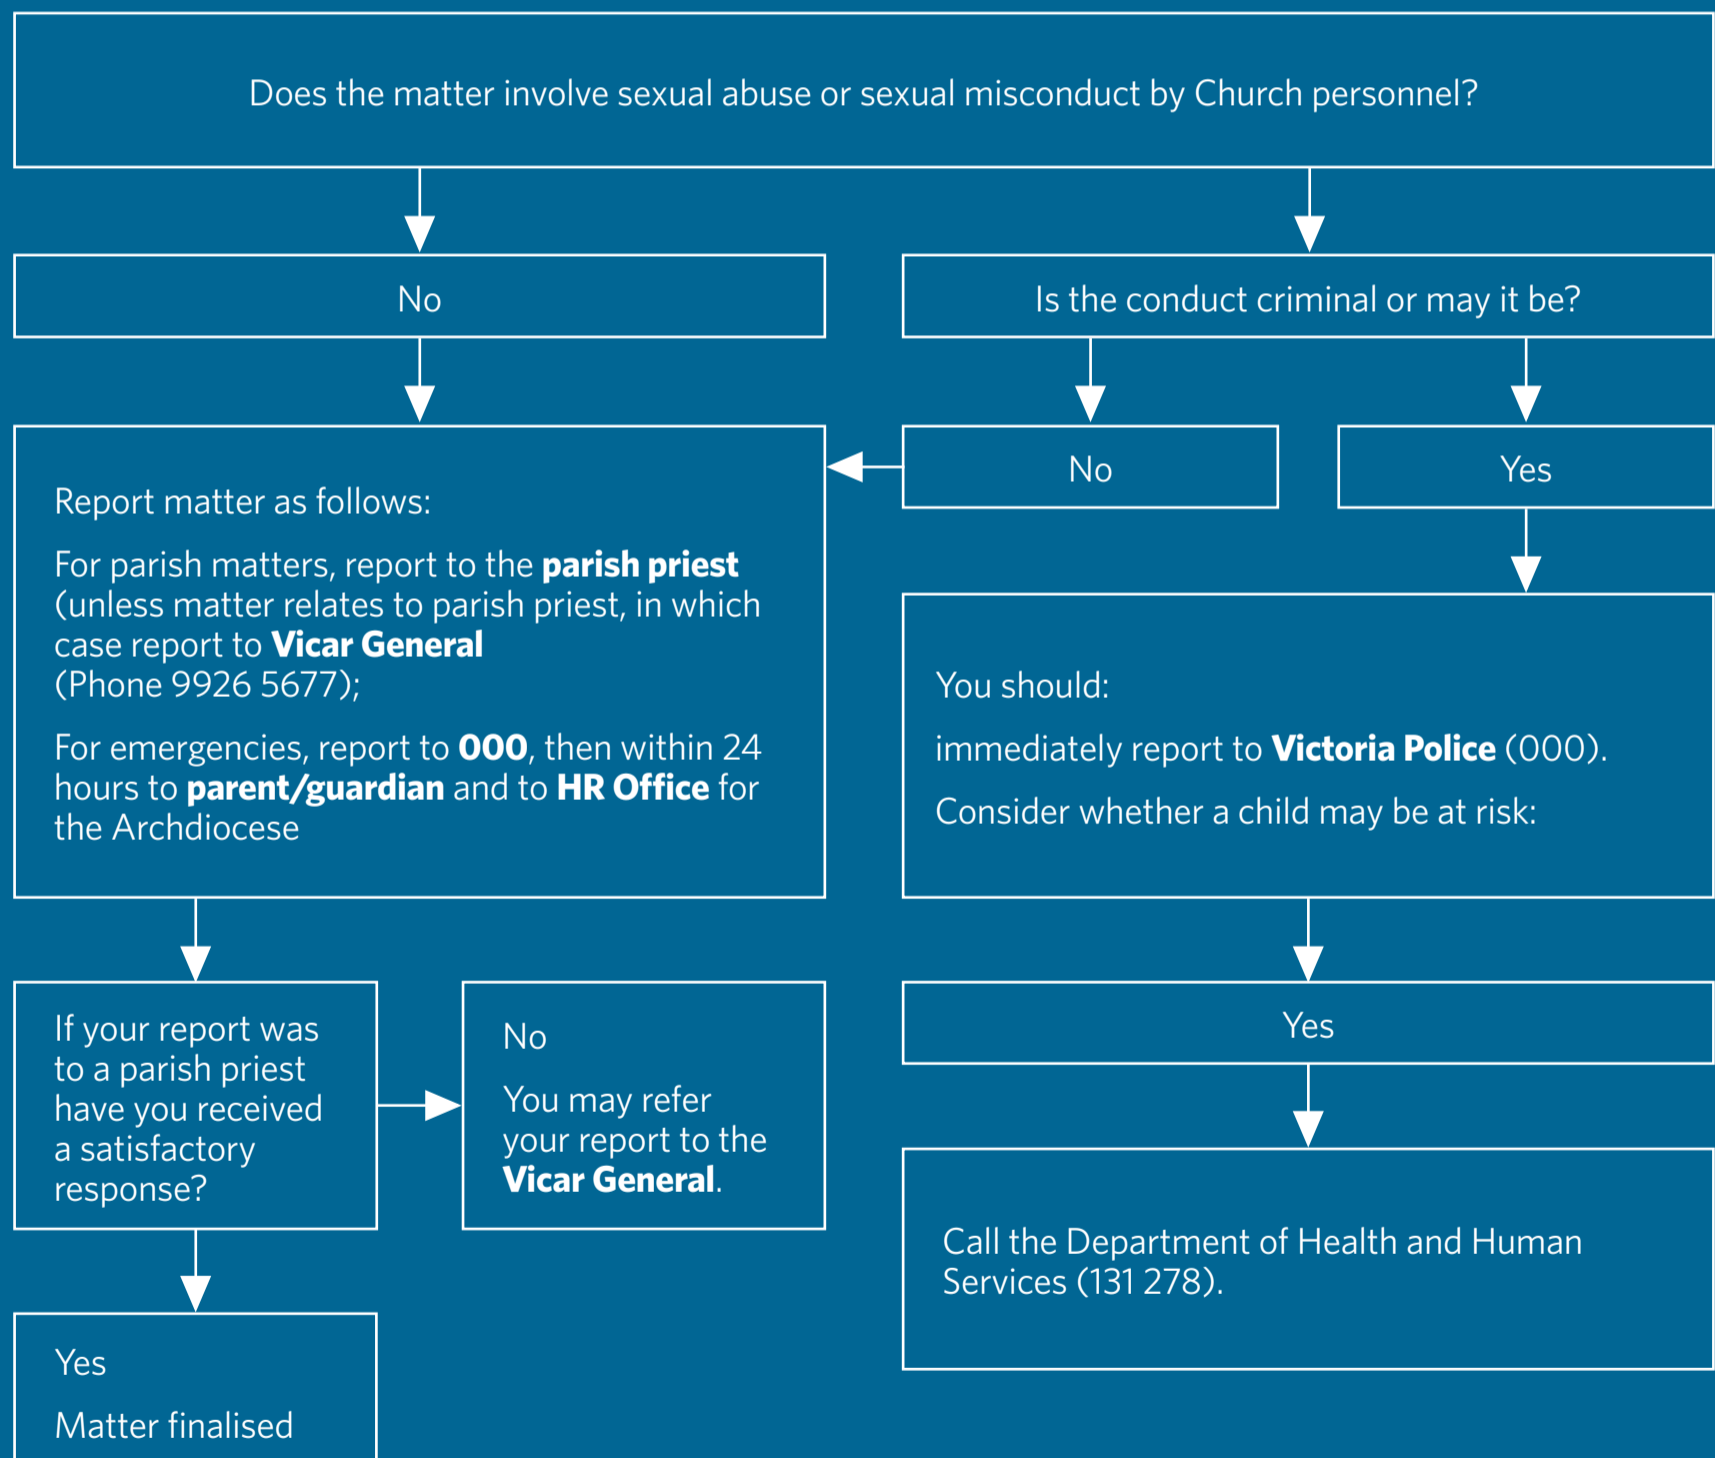 Does the matter involve sexual abuse or sexual misconduct by Church personnel?
No
Is the conduct criminal or may it be?
No
Yes
Report matter as follows:
For parish matters, report to the parish priest
(unless matter relates to parish priest, in which
case report to Vicar General
(Phone 9926 5677);
For emergencies, report to 000, then within 24
hours to parent/guardian and to HR Office for
the Archdiocese
You should:
immediately report to Victoria Police (000).
Consider whether a child may be at risk:
If your report was
to a parish priest
have you received
a satisfactory
response?
No
You may refer
your report to the
Vicar General.
Yes
Call the Department of Health and Human
Services (131 278).
Yes
Matter finalised